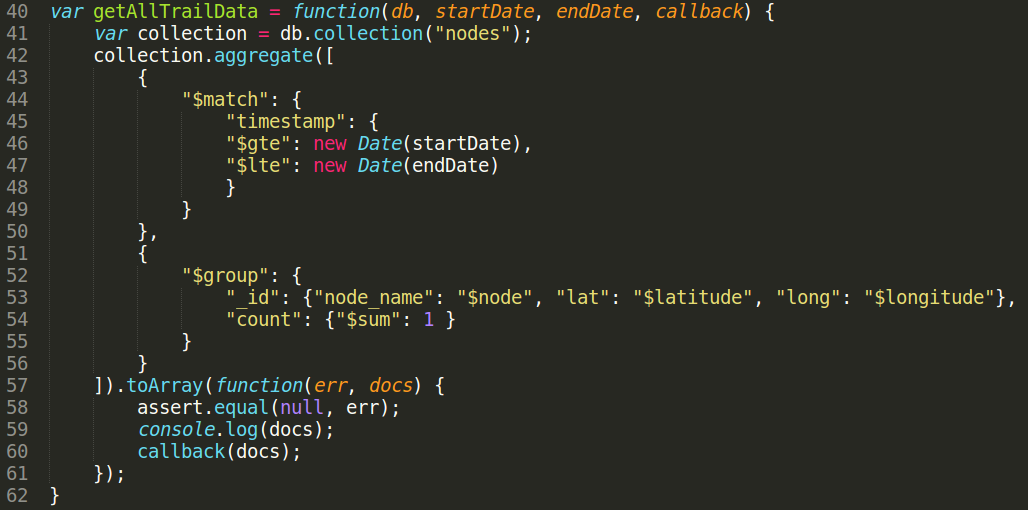 40 var getAllTrailData = function(db, startDate, endDate, callback) {
41     var collection = db.collection("nodes");
42     collection.aggregate([
43         {
44             "$match": {
45                 "timestamp": {
46                 "$gte": new Date(startDate),
47                 "$lte": new Date(endDate)
48                 }
49             }
50         },
51         {
52             "$group": {
53                 "_id": {"node_name": "$node", "lat": "$latitude", "long": "$longitude"},
54                 "count": {"$sum": 1 }
55             }
56         }
57     ]).toArray(function(err, docs) {
58         assert.equal(null, err);
59         console.log(docs);
60         callback(docs);
61     });
62 }